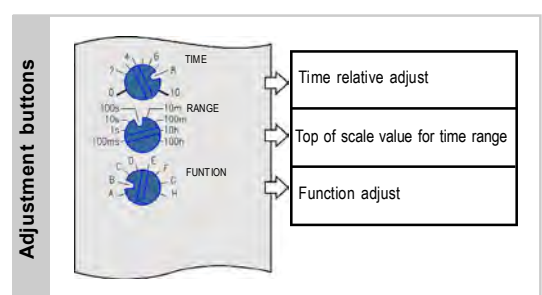 Adjustment buttons
TIME
0 2 4 6 8 10
Time relative adjust
RANGE
100s 10m
10s 100m
1s 10h
100ms 100h
Top of scale value for time range
FUNTION
A B C D E F G H
Function adjust